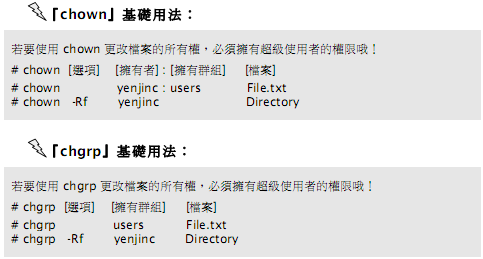 『chown』基礎用法：
若要使用 chown 更改檔案的所有權，必須擁有超級使用者的權限哦！
# chown [選項] [擁有者]：[擁有群組] [檔案]
# chown yenjinc：users File.txt
# chown -Rf yenjinc Directory
『chgrp』基礎用法：
若要使用 chgrp 更改檔案的所有權，必須擁有超級使用者的權限哦！
# chgrp [選項] [擁有群組] [檔案]
# chgrp users File.txt
# chgrp -Rf yenjinc Directory